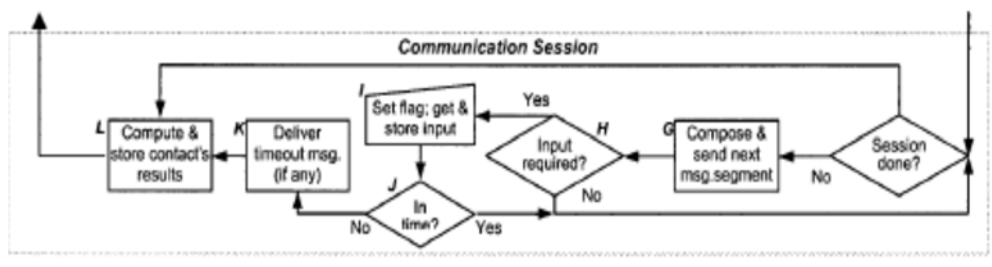 Communication Session
I
Set flag; get &
store input
Yes
L
Compute &
store contact's
results
K
Deliver
timeout msg.
(if any)
H
Input
required?
G
Compose &
send next
msg.segment
Session
done?
No
No
J
In
time?
No
Yes